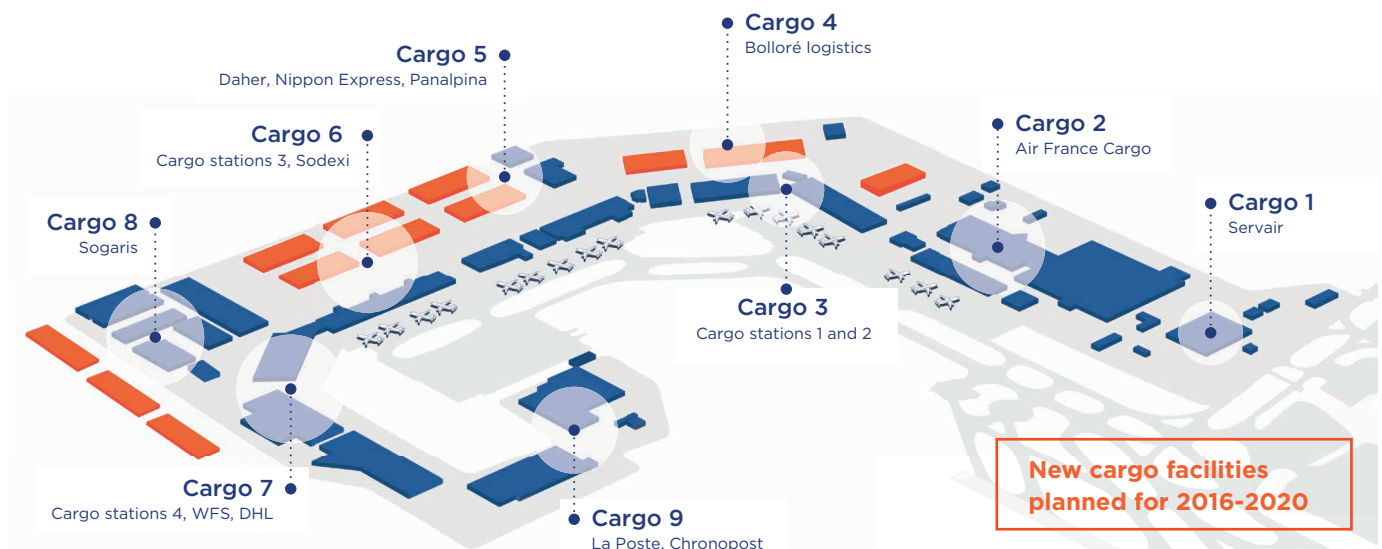 Cargo 4
Bolloré logistics
Cargo 5
Daher, Nippon Express, Panalpina
Cargo 6
Cargo stations 3, Sodexi
Cargo 2
Air France Cargo
Cargo 8
Sogaris
Cargo 1
Servair
Cargo 3
Cargo stations 1 and 2
Cargo 7
Cargo stations 4, WFS, DHL
Cargo 9
La Poste, Chronopost
New cargo facilities
planned for 2016-2020